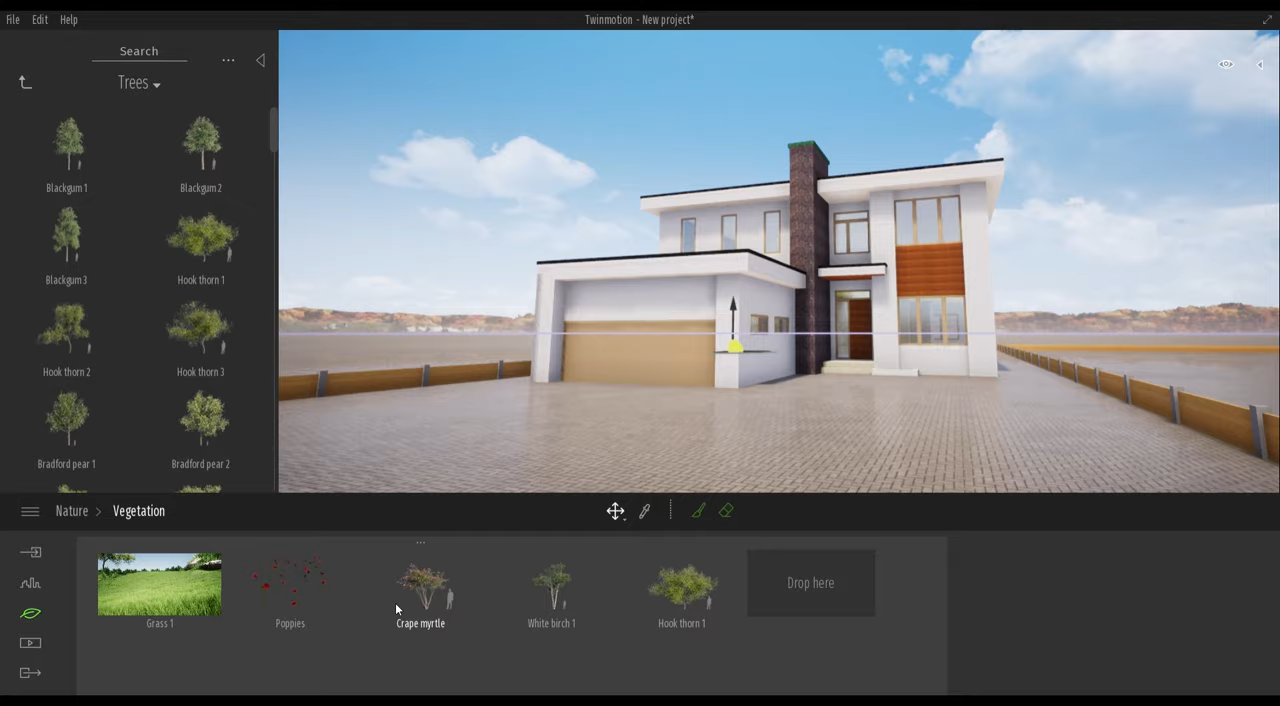 File Edit Help
Twinmotion - New project*
Search
Trees
Blackgum 1
Blackgum 2
Blackgum 3
Hook thorn 1
Hook thorn 2
Hook thorn 3
Bradford pear 1
Bradford pear 2
Nature > Vegetation
Grass 1
Poppies
Crape myrtle
White birch 1
Hook thorn 1
Drop here